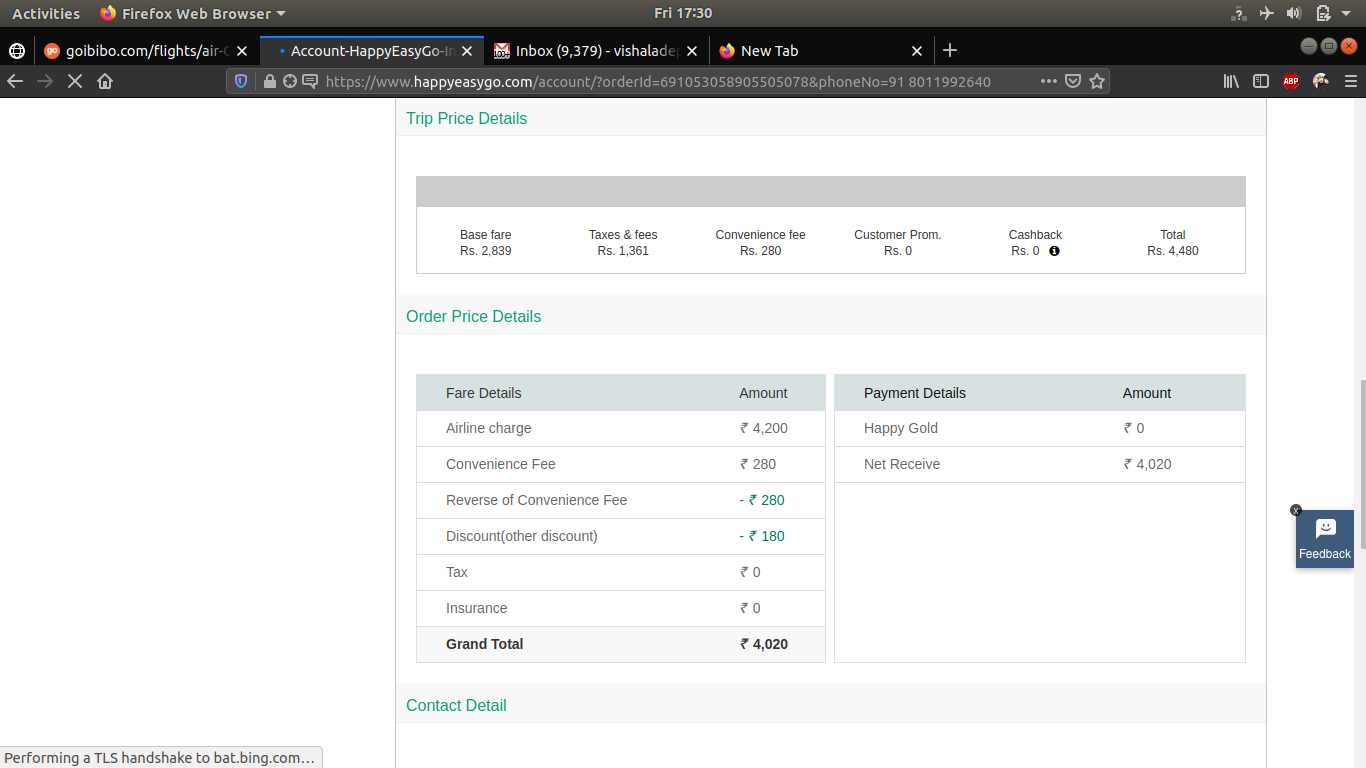 Activities Firefox Web Browser Fri 17:30
goibibo.com/flights/air- Account-HappyEasyGo-In Inbox (9,379) - vishaladep New Tab
https://www.happyeasygo.com/account/?orderId=691053058905505078&phoneNo=91 8011992640
ABP
Trip Price Details
Base fare Taxes & fees Convenience fee Customer Prom. Cashback Total
Rs. 2,839 Rs. 1,361 Rs. 280 Rs. 0 Rs. 0 Rs. 4,480
Order Price Details
Fare Details Amount Payment Details Amount
Airline charge ₹ 4,200 Happy Gold ₹ 0
Convenience Fee ₹ 280 Net Receive ₹ 4,020
Reverse of Convenience Fee - ₹ 280
Discount(other discount) - ₹ 180
Tax ₹ 0
Insurance ₹ 0
Grand Total ₹ 4,020
x
Feedback
Contact Detail
Performing a TLS handshake to bat.bing.com…